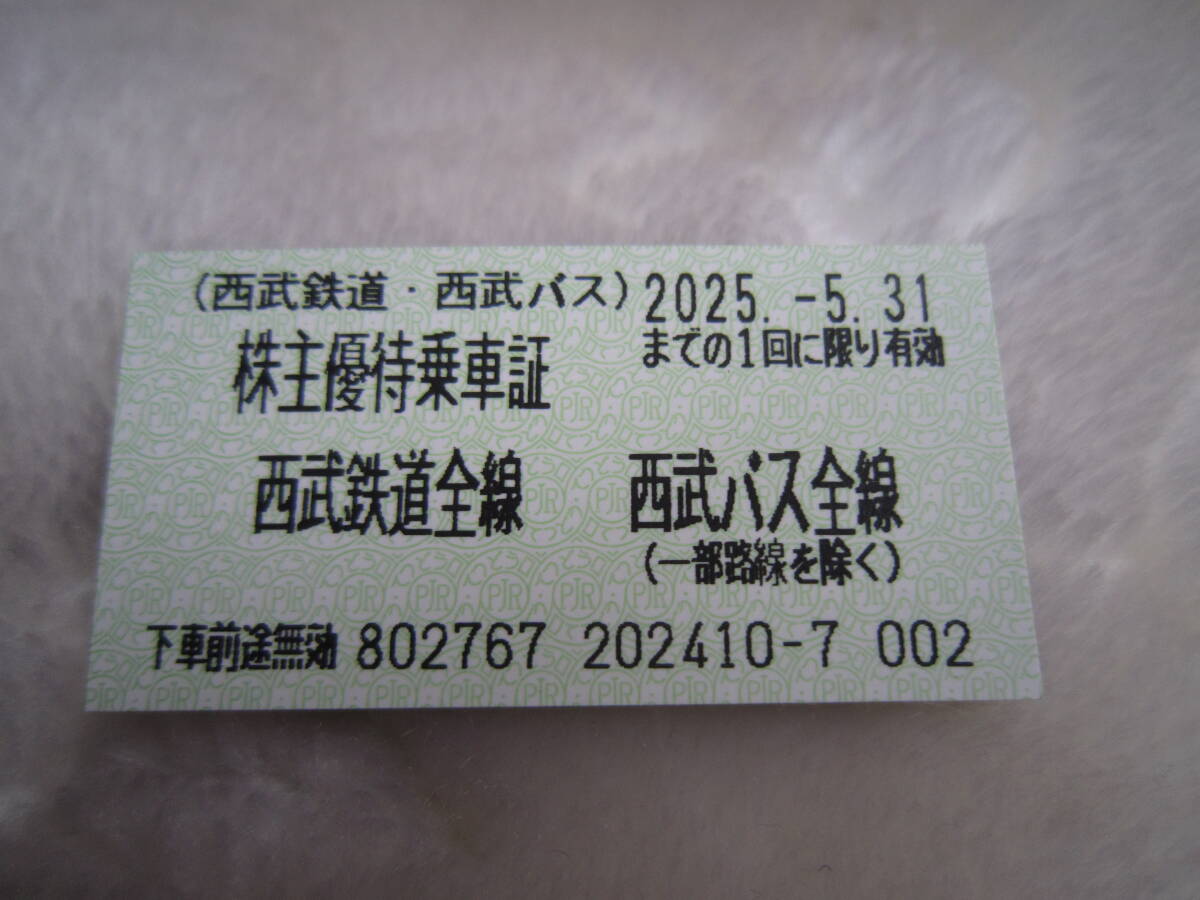 (西武鉄道・西武バス) 2025.-5.31
株主優待乗車証 までの1回に限り有効
西武鉄道全線 西武バス全線
(一部路線を除く)
下車前途無効 802767 202410-7 002